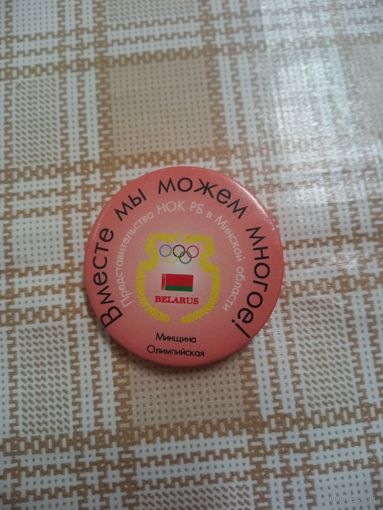 Вместе мы можем многое!
Представительство НОК РБ в Минской области
BELARUS
Минщина
Олимпийская